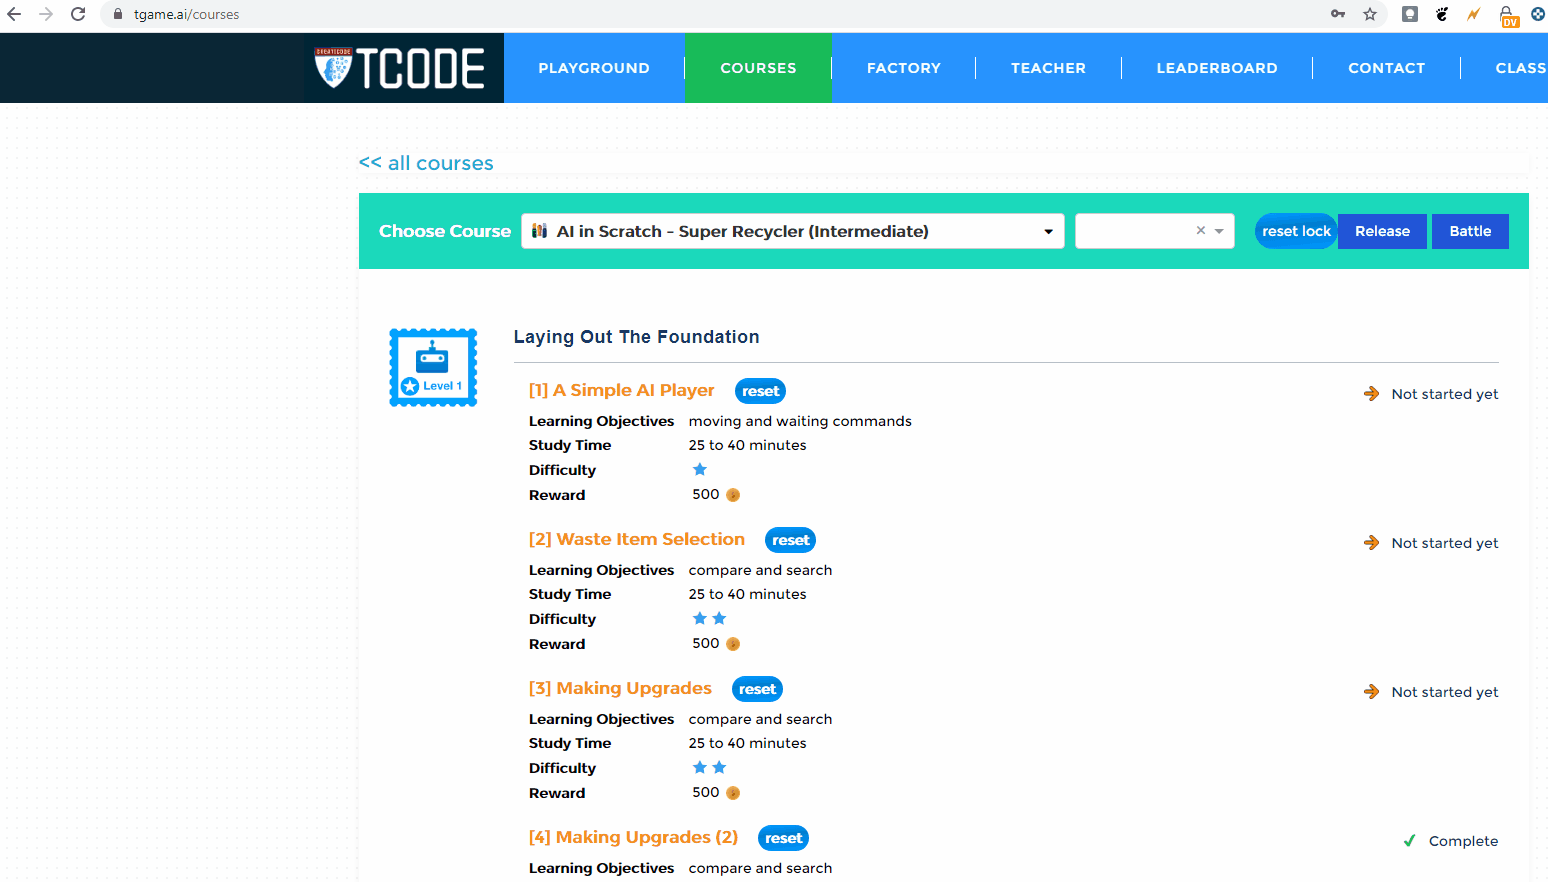 tgame.ai/courses
DV
GREATTCODE
TCODE
PLAYGROUND
COURSES
FACTORY
TEACHER
LEADERBOARD
CONTACT
CLASS
<< all courses
Choose Course
AI in Scratch - Super Recycler (Intermediate)
×
reset lock
Release
Battle
Level 1
Laying Out The Foundation
[1] A Simple AI Player reset
Not started yet
Learning Objectives moving and waiting commands
Study Time 25 to 40 minutes
Difficulty
Reward 500
[2] Waste Item Selection reset
Not started yet
Learning Objectives compare and search
Study Time 25 to 40 minutes
Difficulty
Reward 500
[3] Making Upgrades reset
Not started yet
Learning Objectives compare and search
Study Time 25 to 40 minutes
Difficulty
Reward 500
[4] Making Upgrades (2) reset
Complete
Learning Objectives compare and search